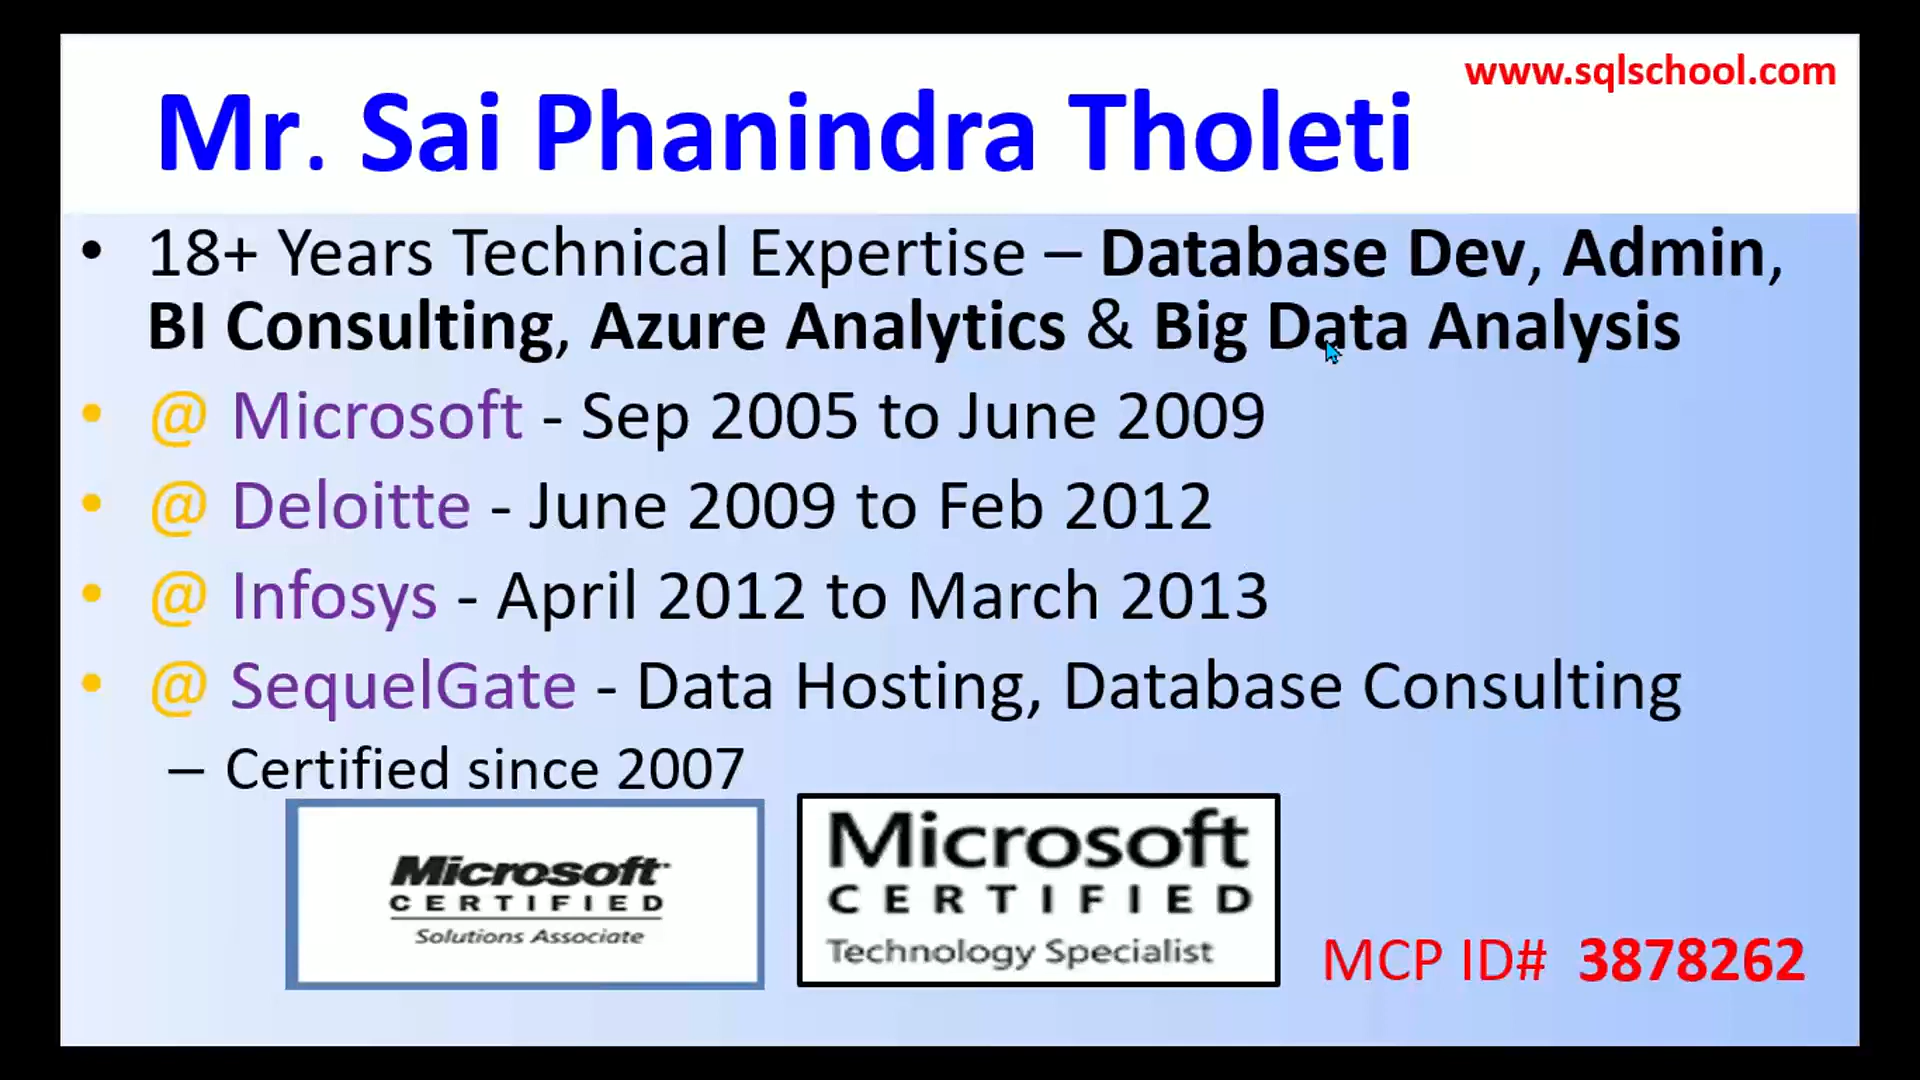 www.sqlschool.com
Mr. Sai Phanindra Tholeti
• 18+ Years Technical Expertise – Database Dev, Admin,
BI Consulting, Azure Analytics & Big Data Analysis
• @ Microsoft - Sep 2005 to June 2009
• @ Deloitte - June 2009 to Feb 2012
• @ Infosys - April 2012 to March 2013
• @ SequelGate - Data Hosting, Database Consulting
– Certified since 2007
Microsoft
CERTIFIED
Solutions Associate
Microsoft
CERTIFIED
Technology Specialist
MCP ID# 3878262